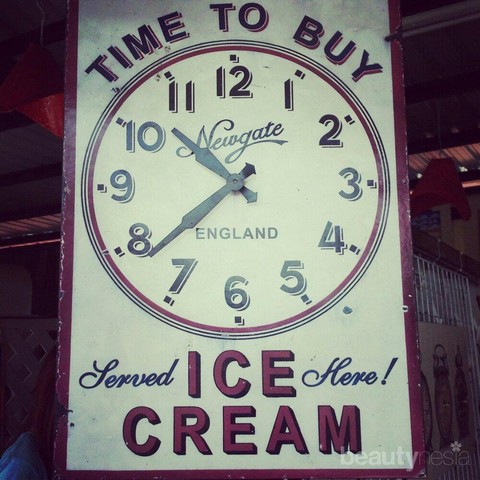 TIME TO BUY
12
11 1
10 2
9 3
8 4
7 5
6
Newgate
ENGLAND
Served ICE Here!
CREAM
beautynesia